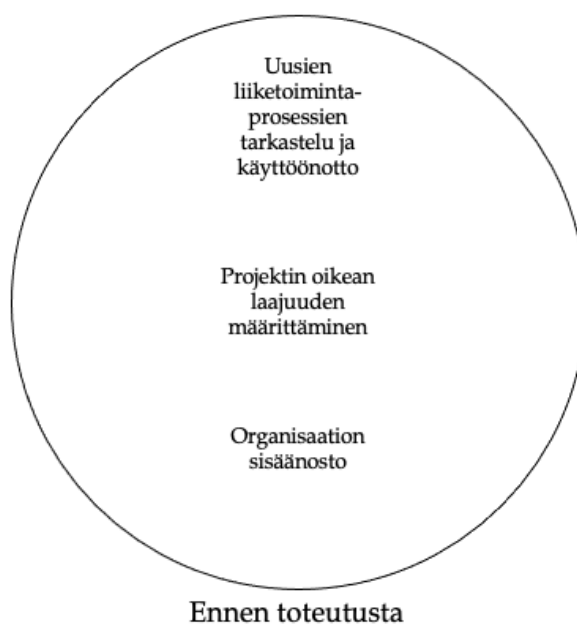 Uusien
liiketoiminta-
prosessien
tarkastelu ja
käyttöönotto
Projektin oikean
laajuuden
määrittäminen
Organisaation
sisäänosto
Ennen toteutusta